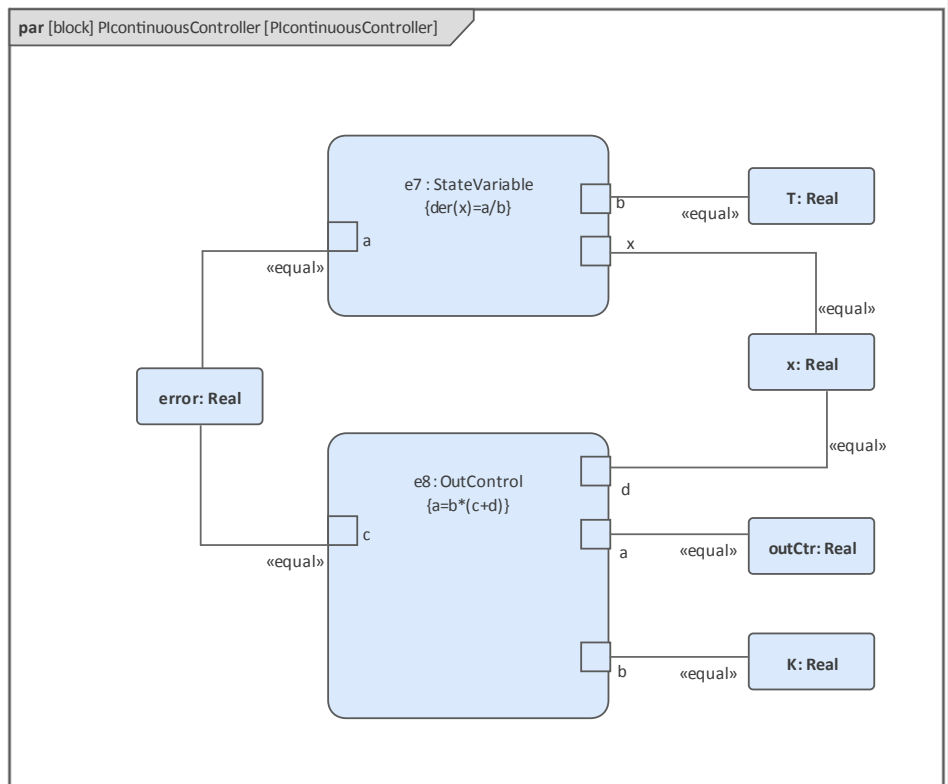 par [block] PIcontinuousController [PIcontinuousController]
e7 : StateVariable
{der(x)=a/b}
b
«equal»
T: Real
a
«equal»
x
«equal»
x: Real
error: Real
«equal»
e8 : OutControl
{a=b*(c+d)}
d
c
«equal»
a
«equal»
outCtr: Real
b
«equal»
K: Real